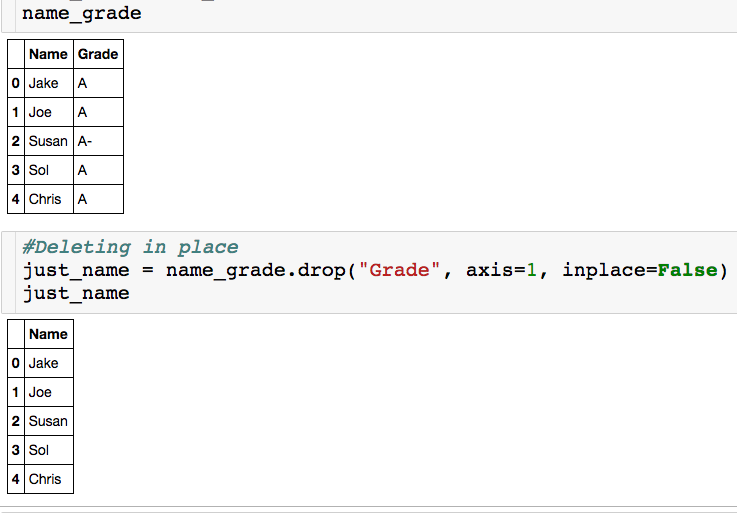 name_grade
Name Grade
0 Jake A
1 Joe A
2 Susan A-
3 Sol A
4 Chris A
#Deleting in place
just_name = name_grade.drop("Grade", axis=1, inplace=False)
just_name
Name
0 Jake
1 Joe
2 Susan
3 Sol
4 Chris